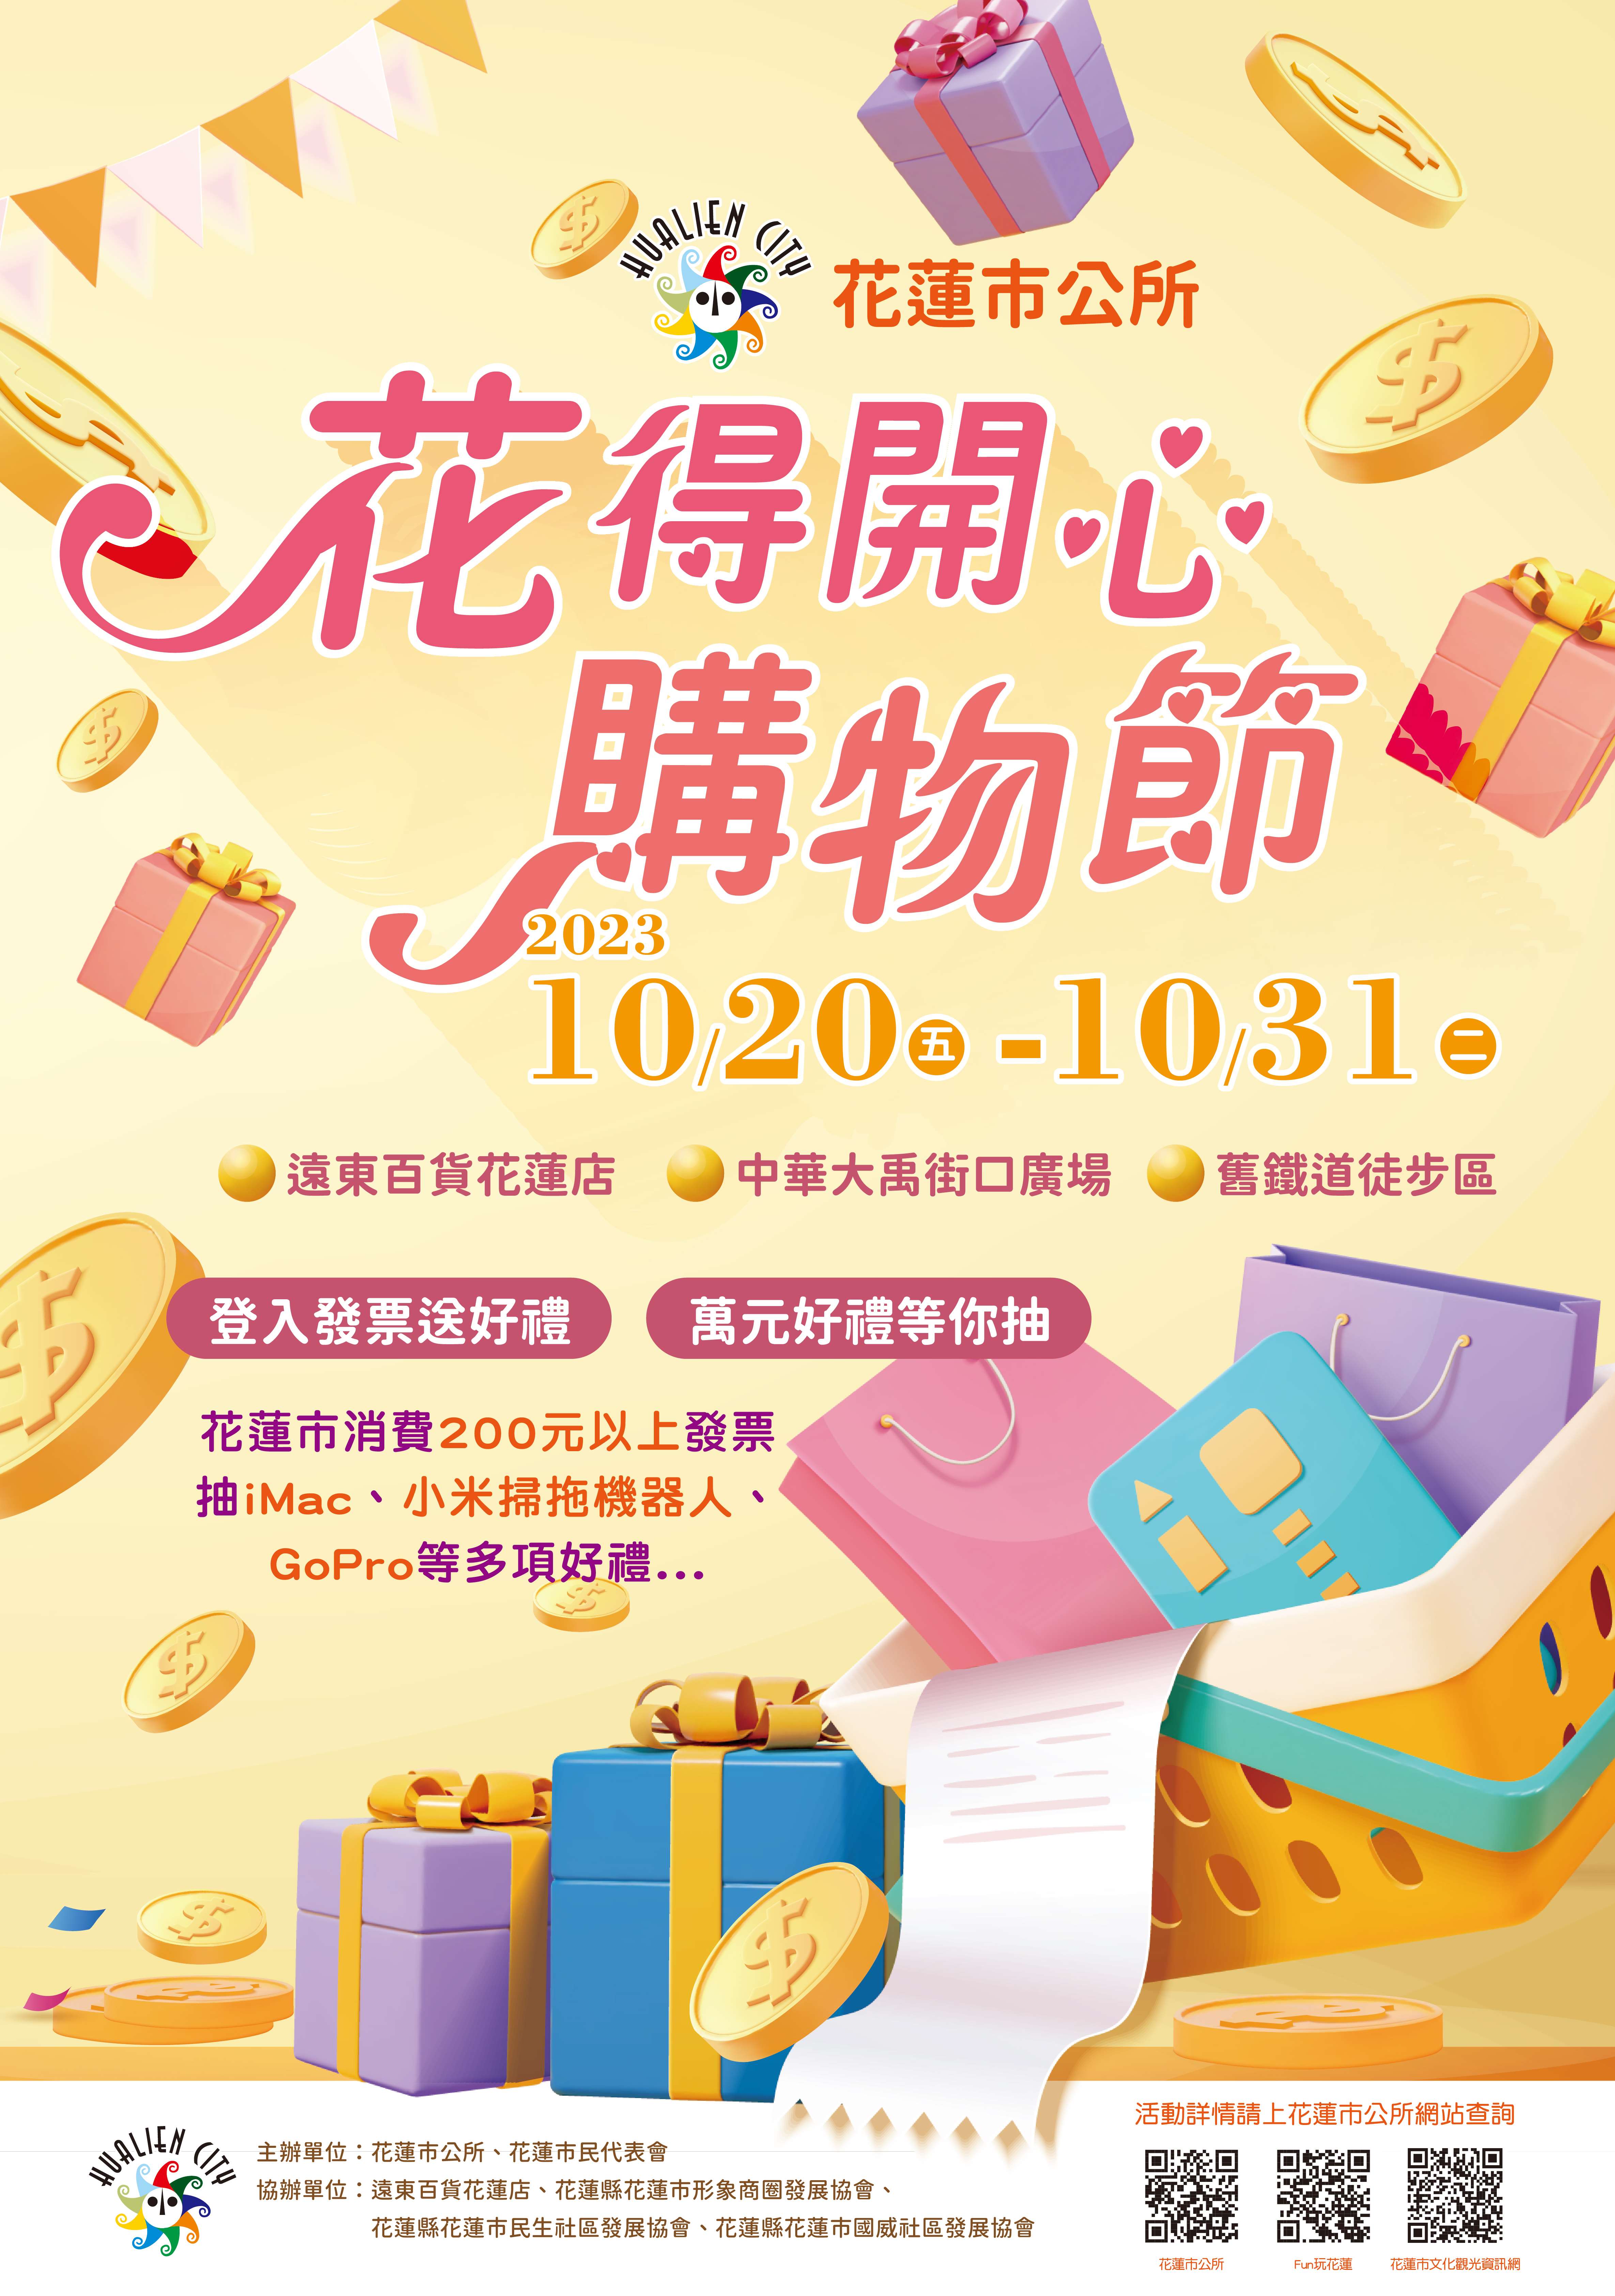 HUALIEN CITY
花蓮市公所
花得開心
購物節
2023
10/20五-10/31二
遠東百貨花蓮店 中華大禹街口廣場 舊鐵道徒步區
登入發票送好禮 萬元好禮等你抽
花蓮市消費200元以上發票
抽iMac、小米掃拖機器人、
GoPro等多項好禮...
活動詳情請上花蓮市公所網站查詢
HUALIEN CITY
主辦單位：花蓮市公所、花蓮市民代表會
協辦單位：遠東百貨花蓮店、花蓮縣花蓮市形象商圈發展協會、
花蓮縣花蓮市民生社區發展協會、花蓮縣花蓮市國威社區發展協會
花蓮市公所 Fun玩花蓮 花蓮市文化觀光資訊網